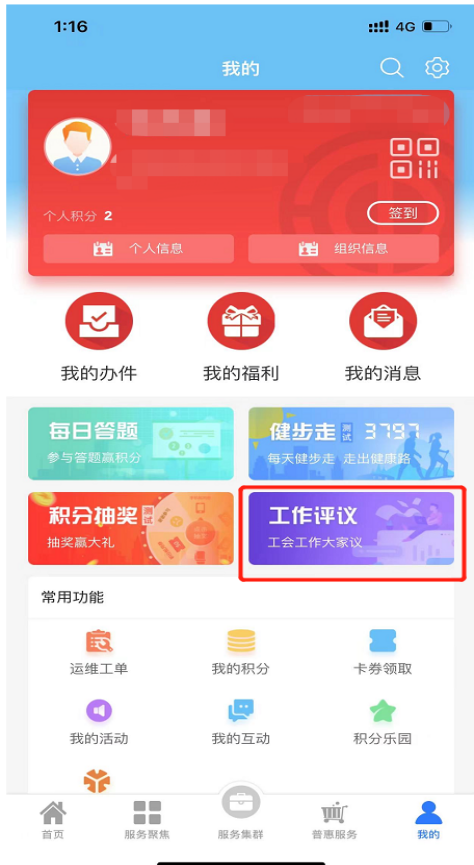 1:16 4G
我的
个人积分 2 签到
个人信息 组织信息
我的办件 我的福利 我的消息
每日答题 健步走 测试 3793
参与答题赢积分 每天健步走 走出健康路
积分抽奖 测试 工作评议
抽奖赢大礼 工会工作大家议
常用功能
运维工单 我的积分 卡券领取
我的活动 我的互动 积分乐园
首页 服务聚焦 服务集群 普惠服务 我的